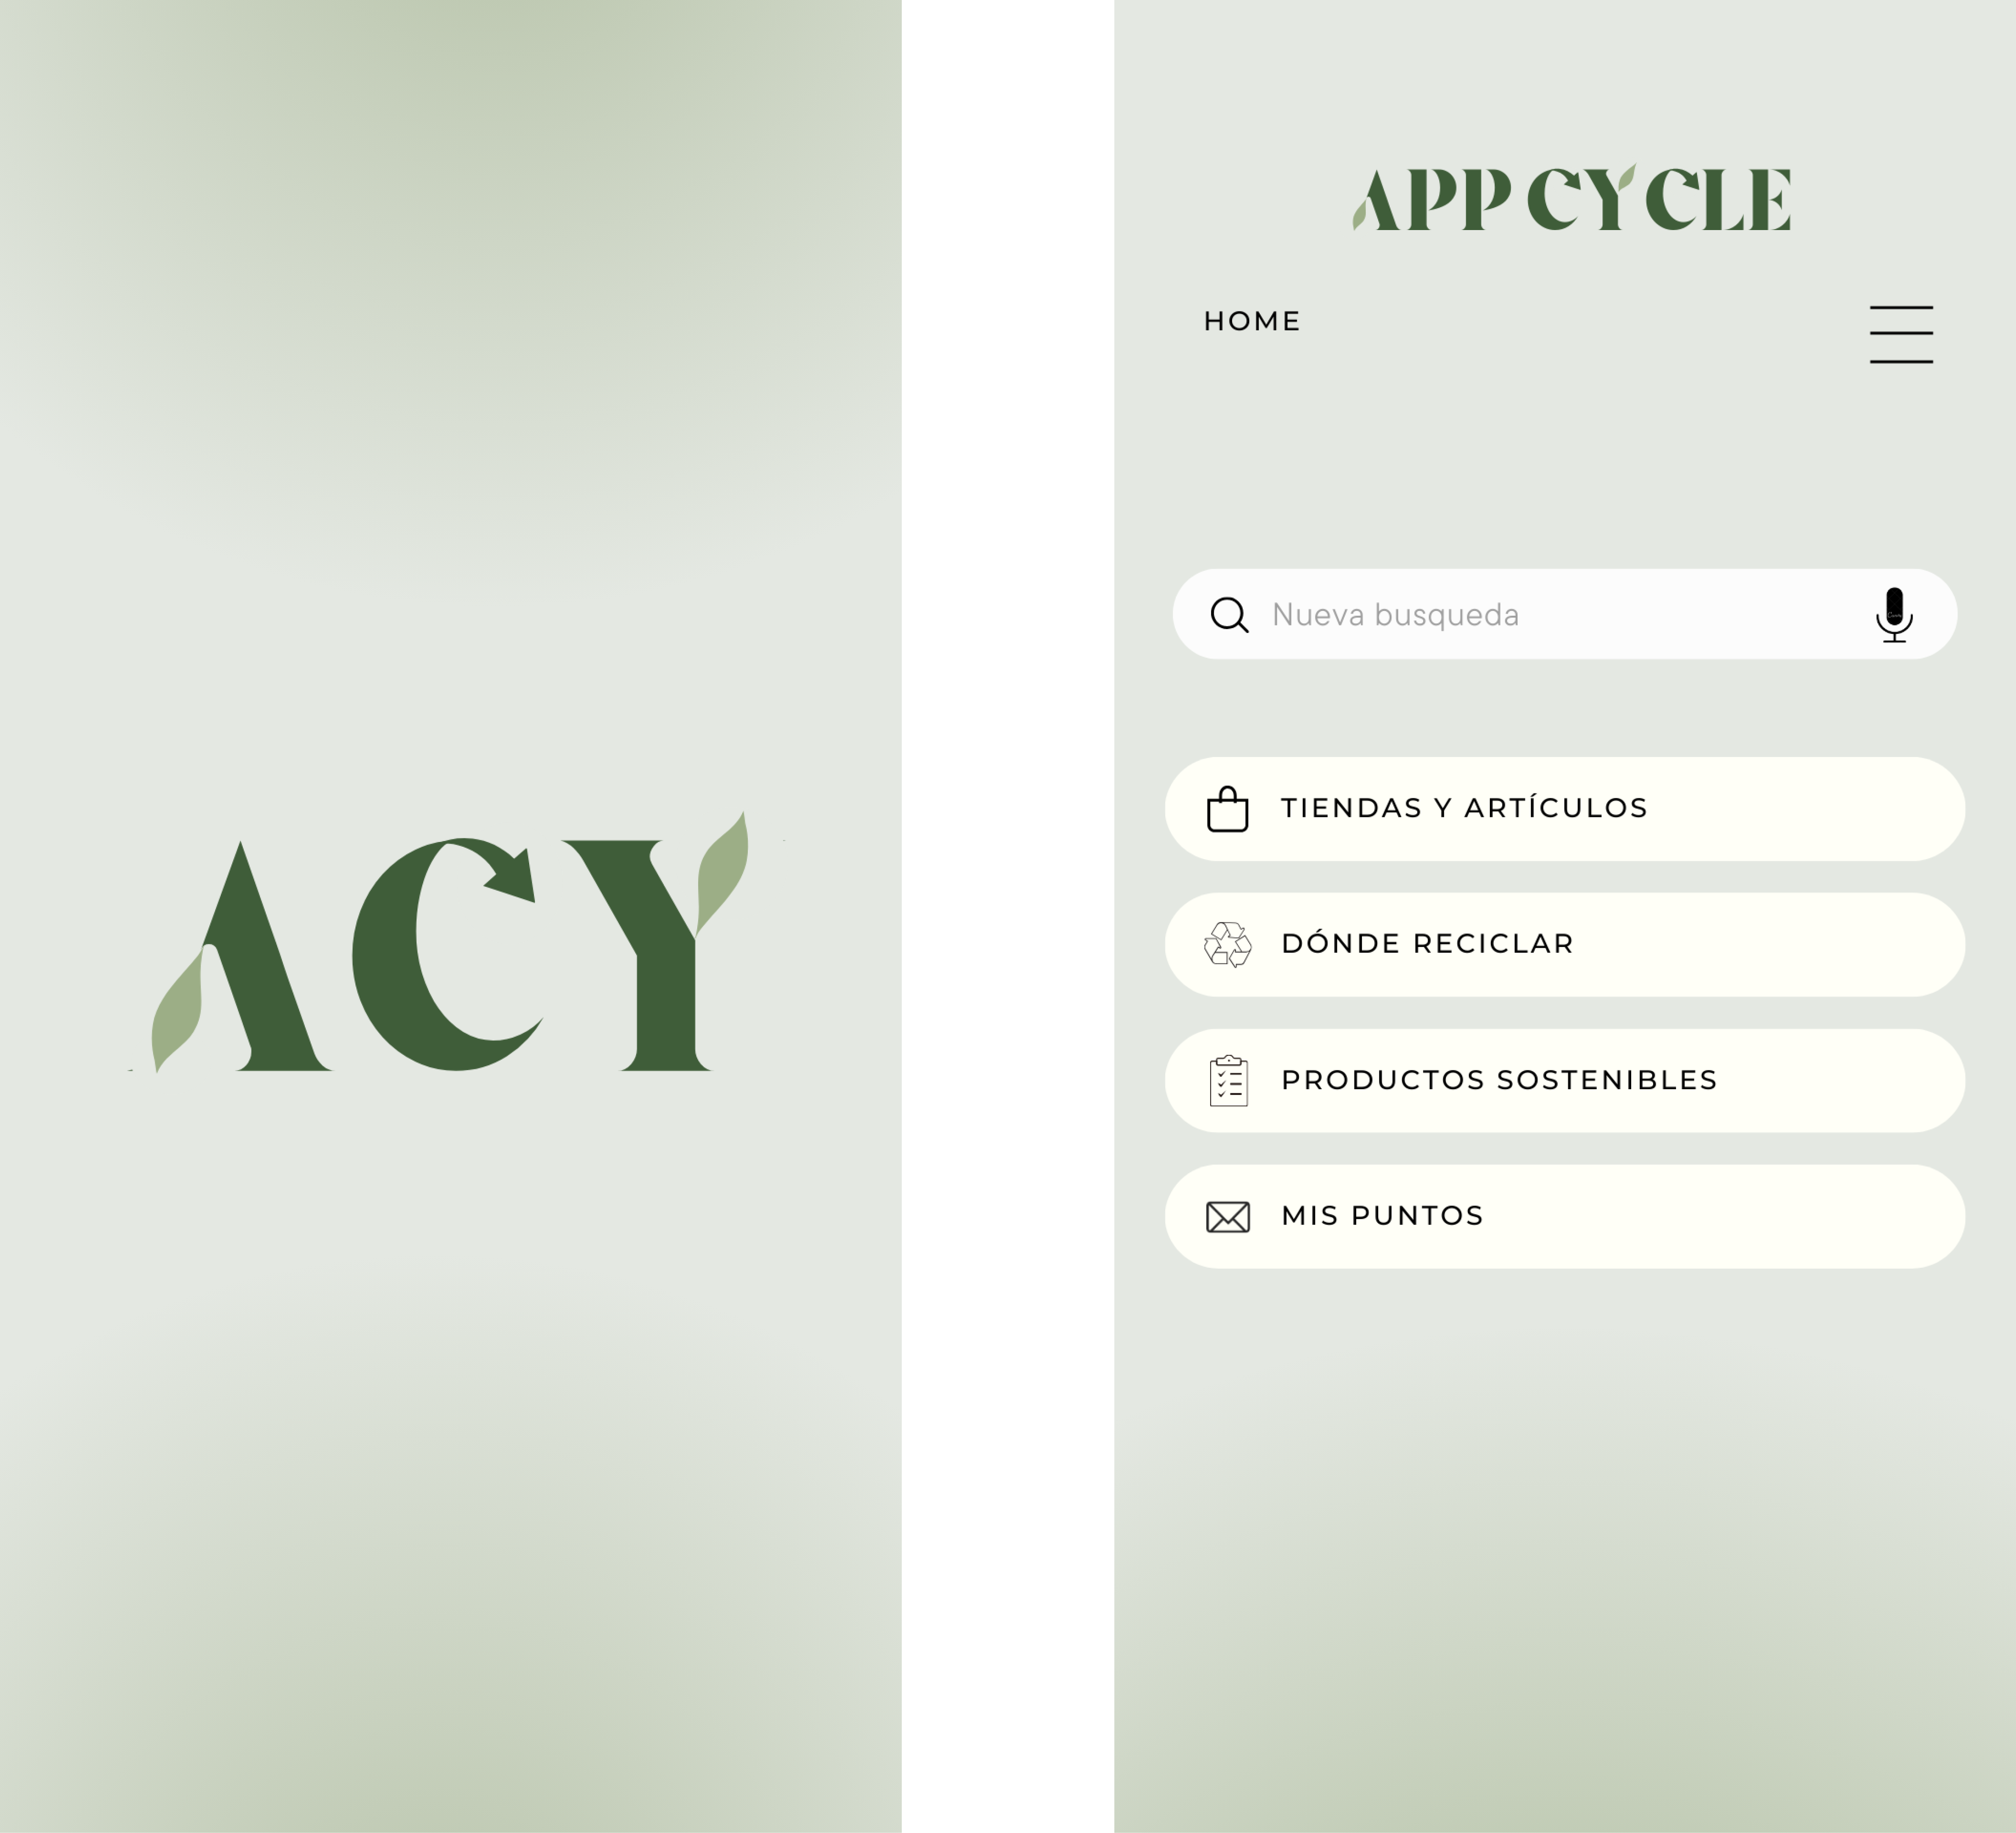 ACY
APP CYCLE
HOME
Nueva busqueda
TIENDAS Y ARTÍCULOS
DÓNDE RECICLAR
PRODUCTOS SOSTENIBLES
MIS PUNTOS